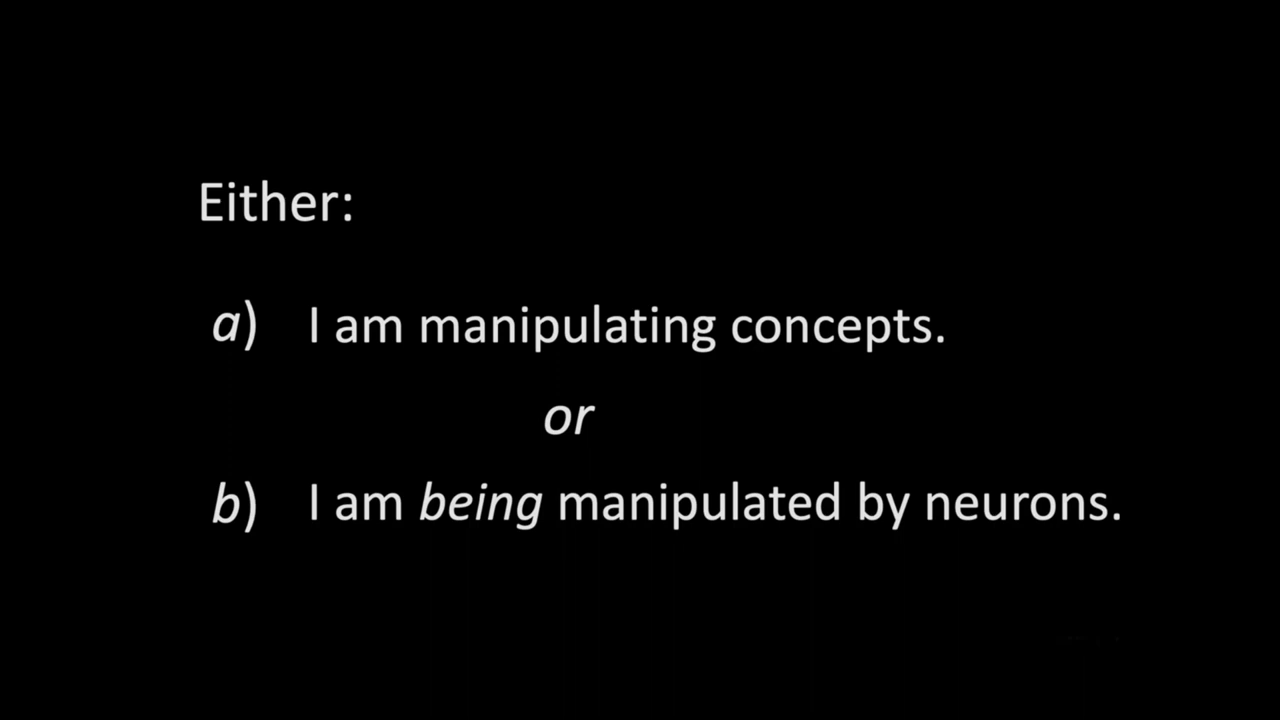 Either:
a) I am manipulating concepts.
or
b) I am being manipulated by neurons.